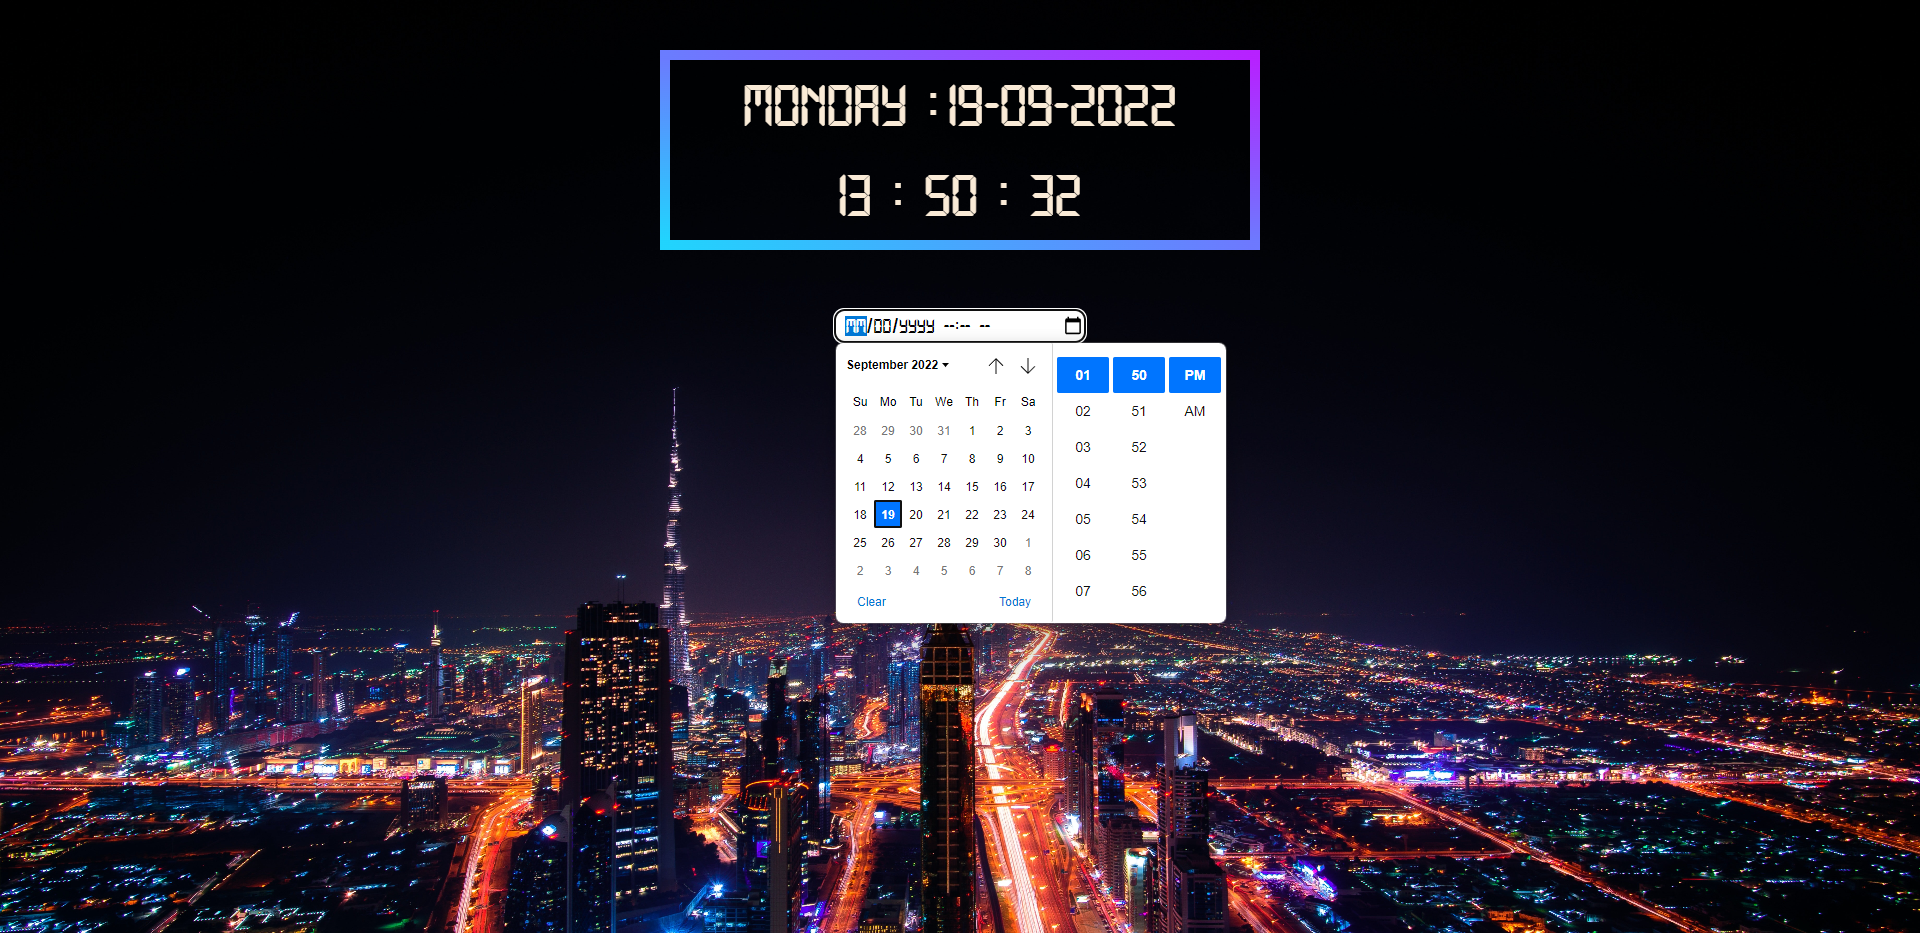 MONDAY :19-09-2022
13 : 50 : 32
mm/dd/yyyy --:-- --
September 2022
Su Mo Tu We Th Fr Sa
28 29 30 31 1 2 3
4 5 6 7 8 9 10
11 12 13 14 15 16 17
18 19 20 21 22 23 24
25 26 27 28 29 30 1
2 3 4 5 6 7 8
Clear Today
01 50 PM
02 51 AM
03 52
04 53
05 54
06 55
07 56